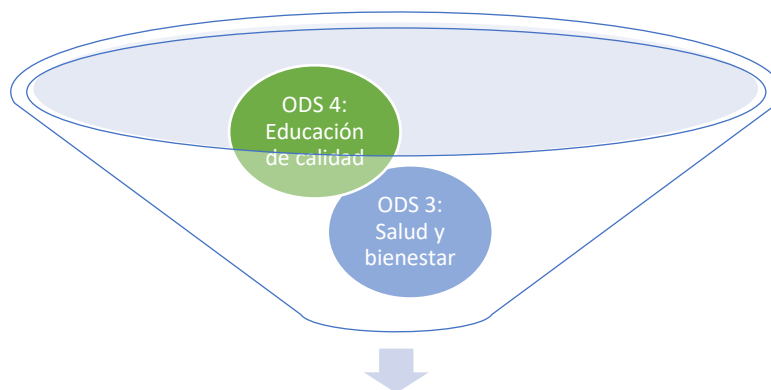 ODS 4:
Educación
de calidad
ODS 3:
Salud y
bienestar